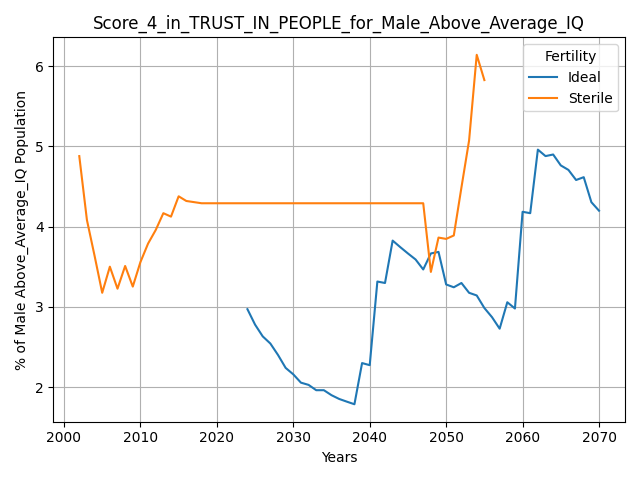 Score_4_in_TRUST_IN_PEOPLE_for_Male_Above_Average_IQ
Fertility
Ideal
Sterile
% of Male Above_Average_IQ Population
6
5
4
3
2
2000 2010 2020 2030 2040 2050 2060 2070
Years